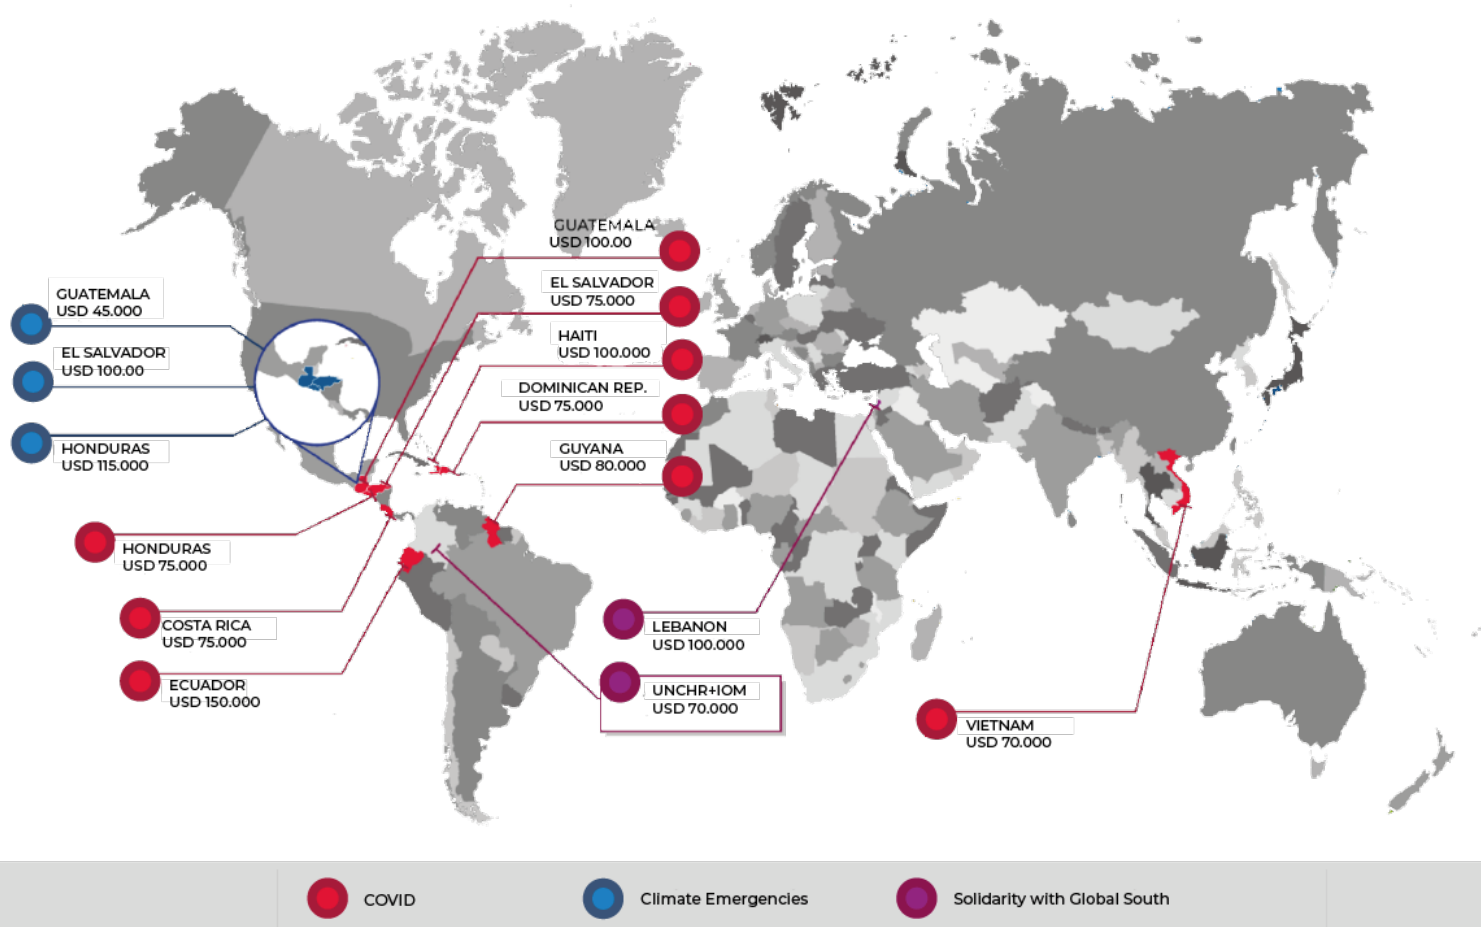 GUATEMALA
USD 100.00
EL SALVADOR
USD 75.000
HAITI
USD 100.000
DOMINICAN REP.
USD 75.000
GUYANA
USD 80.000
GUATEMALA
USD 45.000
EL SALVADOR
USD 100.00
HONDURAS
USD 115.000
HONDURAS
USD 75.000
COSTA RICA
USD 75.000
ECUADOR
USD 150.000
LEBANON
USD 100.000
UNCHR+IOM
USD 70.000
VIETNAM
USD 70.000
COVID
Climate Emergencies
Solidarity with Global South